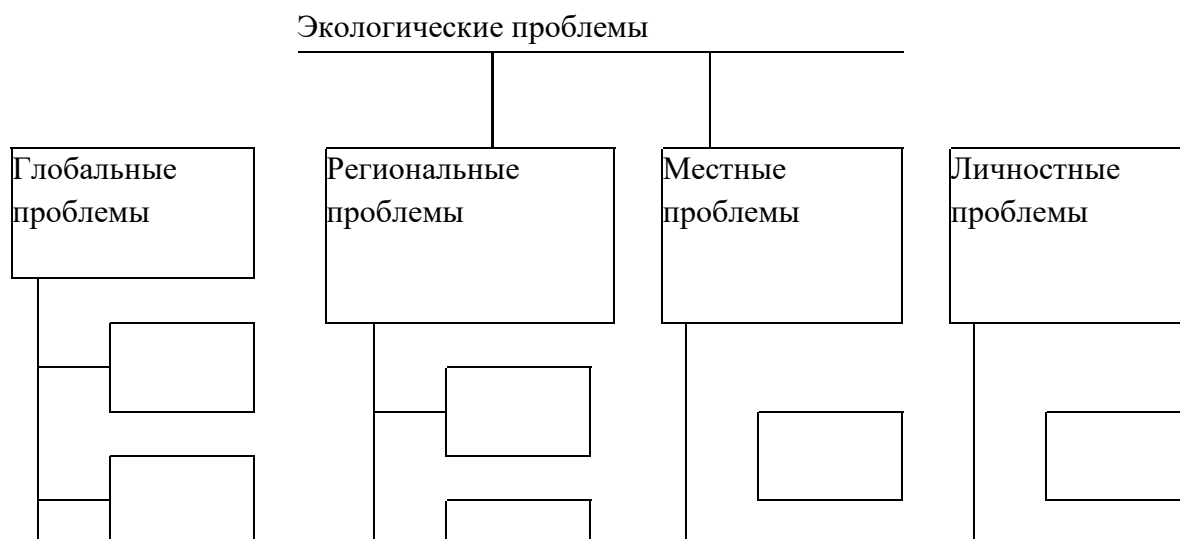 Экологические проблемы
Глобальные
проблемы
Региональные
проблемы
Местные
проблемы
Личностные
проблемы